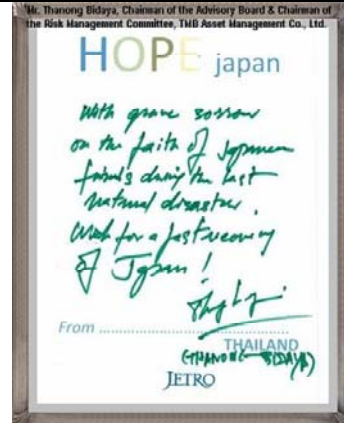 Mr. Thanong Bidaya, Chairman of the Advisory Board & Chairman of
the Risk Management Committee, TMB Asset Management Co., Ltd.
HOPE japan
With grave sorrow
on the faith of Japanese
friends during the last
natural disaster.
Wish for a fast recovery
of Japan!
From ........................................
THAILAND
(THANONG BIDAYA)
JETRO